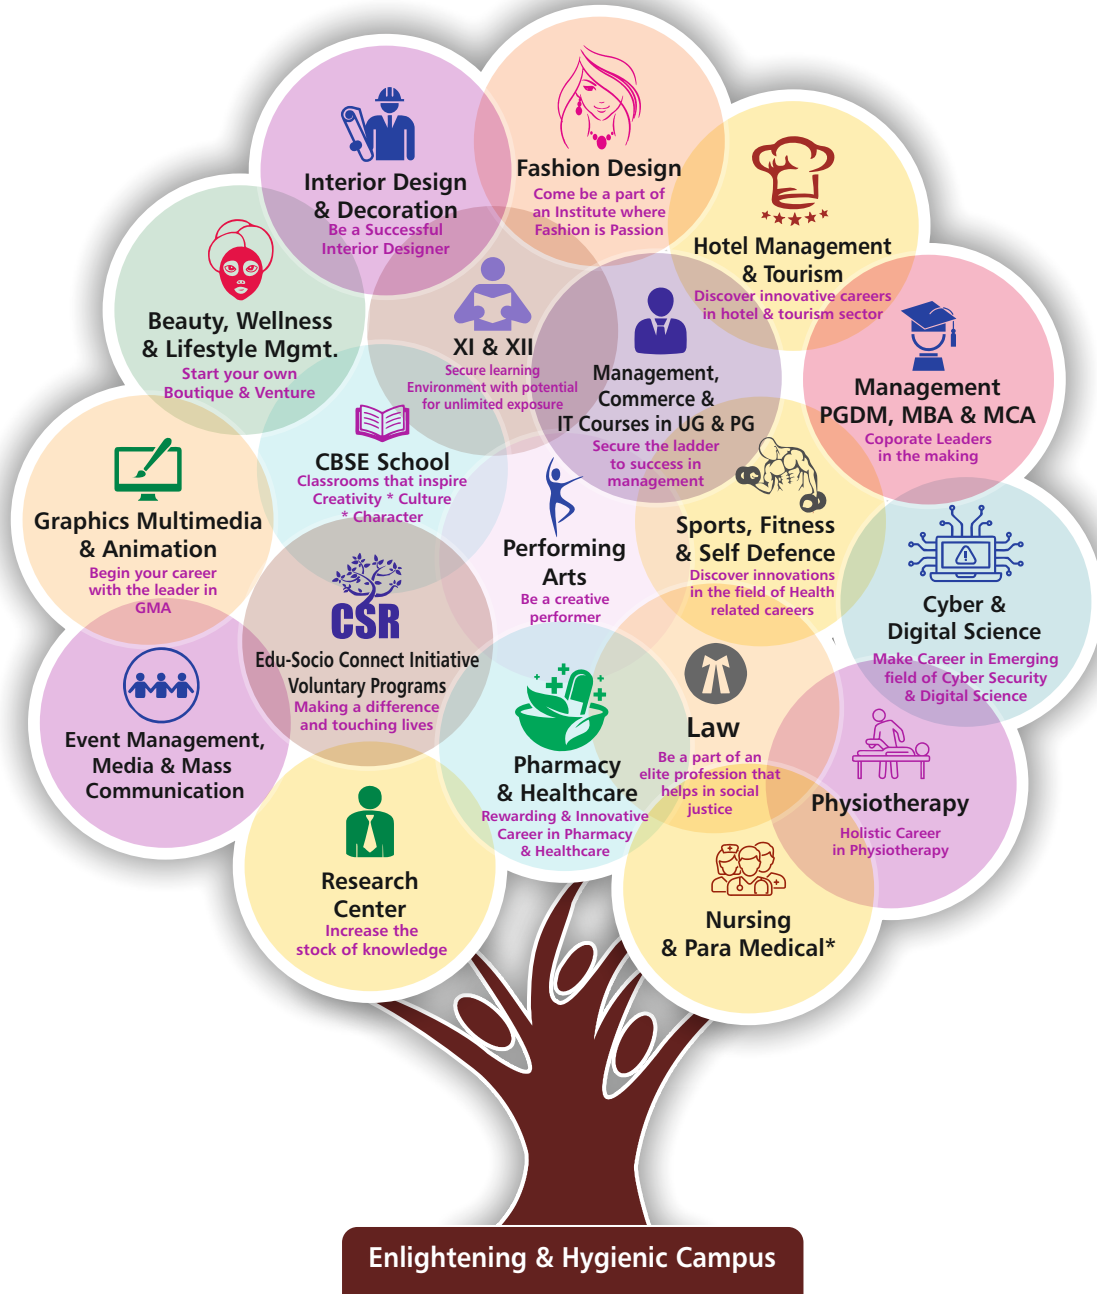 Fashion Design
Come be a part of
an Institute where
Fashion is Passion
Interior Design
& Decoration
Be a Successful
Interior Designer
Hotel Management
& Tourism
Discover innovative careers
in hotel & tourism sector
Beauty, Wellness
& Lifestyle Mgmt.
Start your own
Boutique & Venture
XI & XII
Secure learning
Environment with potential
for unlimited exposure
Management,
Commerce &
IT Courses in UG & PG
Secure the ladder
to success in
management
Management
PGDM, MBA & MCA
Coporate Leaders
in the making
CBSE School
Classrooms that inspire
Creativity * Culture
* Character
Graphics Multimedia
& Animation
Begin your career
with the leader in
GMA
Performing
Arts
Be a creative
performer
Sports, Fitness
& Self Defence
Discover innovations
in the field of Health
related careers
Cyber &
Digital Science
Make Career in Emerging
field of Cyber Security
& Digital Science
CSR
Edu-Socio Connect Initiative
Voluntary Programs
Making a difference
and touching lives
Event Management,
Media & Mass
Communication
Law
Be a part of an
elite profession that
helps in social
justice
Pharmacy
& Healthcare
Rewarding & Innovative
Career in Pharmacy
& Healthcare
Physiotherapy
Holistic Career
in Physiotherapy
Research
Center
Increase the
stock of knowledge
Nursing
& Para Medical*
Enlightening & Hygienic Campus